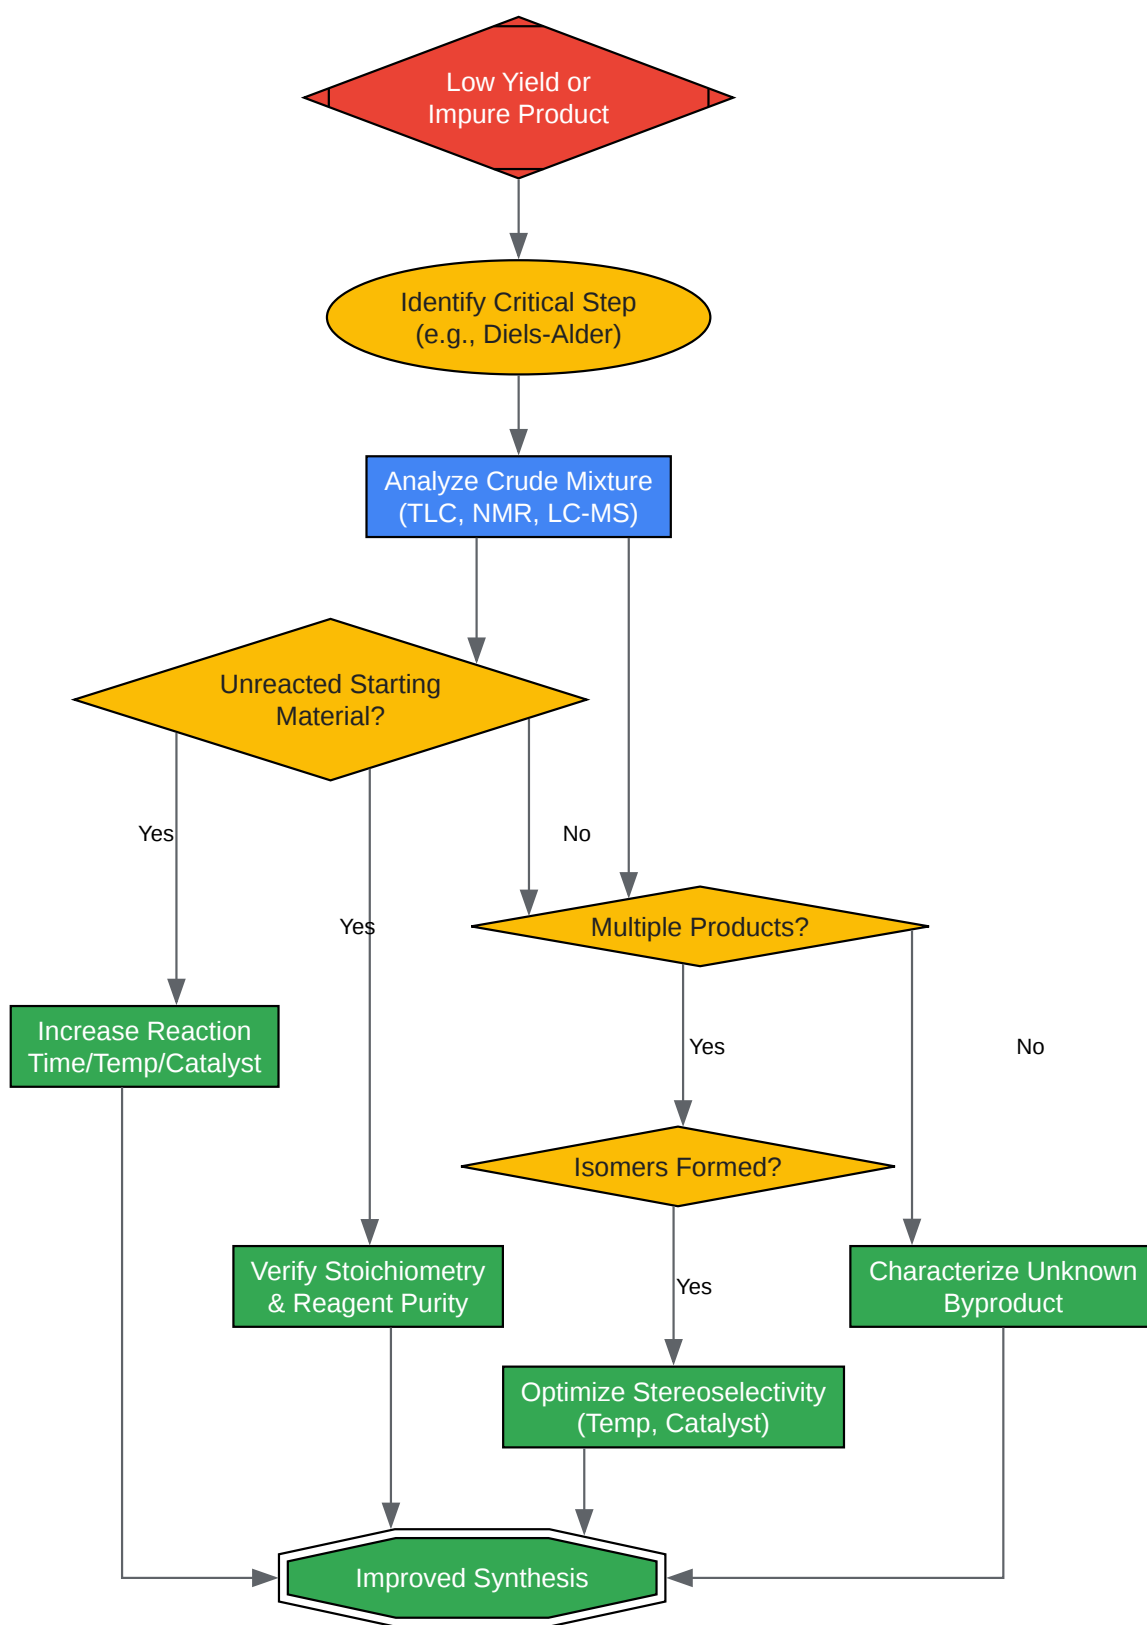 Low Yield or
Impure Product
Identify Critical Step
(e.g., Diels-Alder)
Analyze Crude Mixture
(TLC, NMR, LC-MS)
Unreacted Starting
Material?
Yes
No
Yes
Multiple Products?
Increase Reaction
Time/Temp/Catalyst
Yes
No
Isomers Formed?
Verify Stoichiometry
& Reagent Purity
Yes
Characterize Unknown
Byproduct
Optimize Stereoselectivity
(Temp, Catalyst)
Improved Synthesis